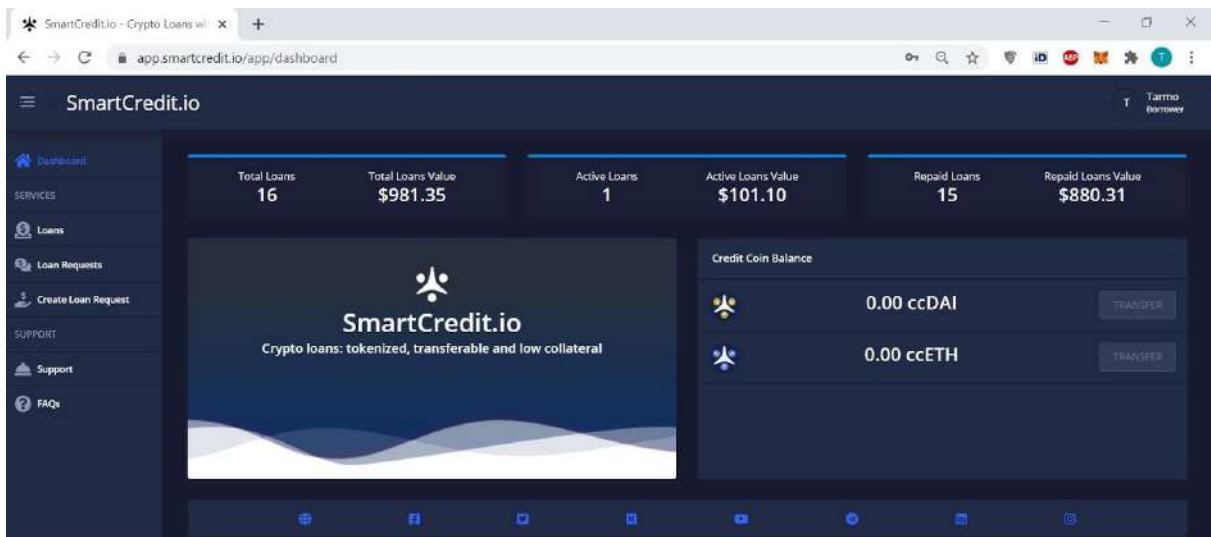 SmartCredit.io - Crypto Loans wi
app.smartcredit.io/app/dashboard
iD
ABP
T
SmartCredit.io
T
Tarmo
Borrower
Dashboard
SERVICES
Loans
Loan Requests
Create Loan Request
SUPPORT
Support
FAQs
Total Loans
16
Total Loans Value
$981.35
Active Loans
1
Active Loans Value
$101.10
Repaid Loans
15
Repaid Loans Value
$880.31
SmartCredit.io
Crypto loans: tokenized, transferable and low collateral
Credit Coin Balance
0.00 ccDAI
TRANSFER
0.00 ccETH
TRANSFER